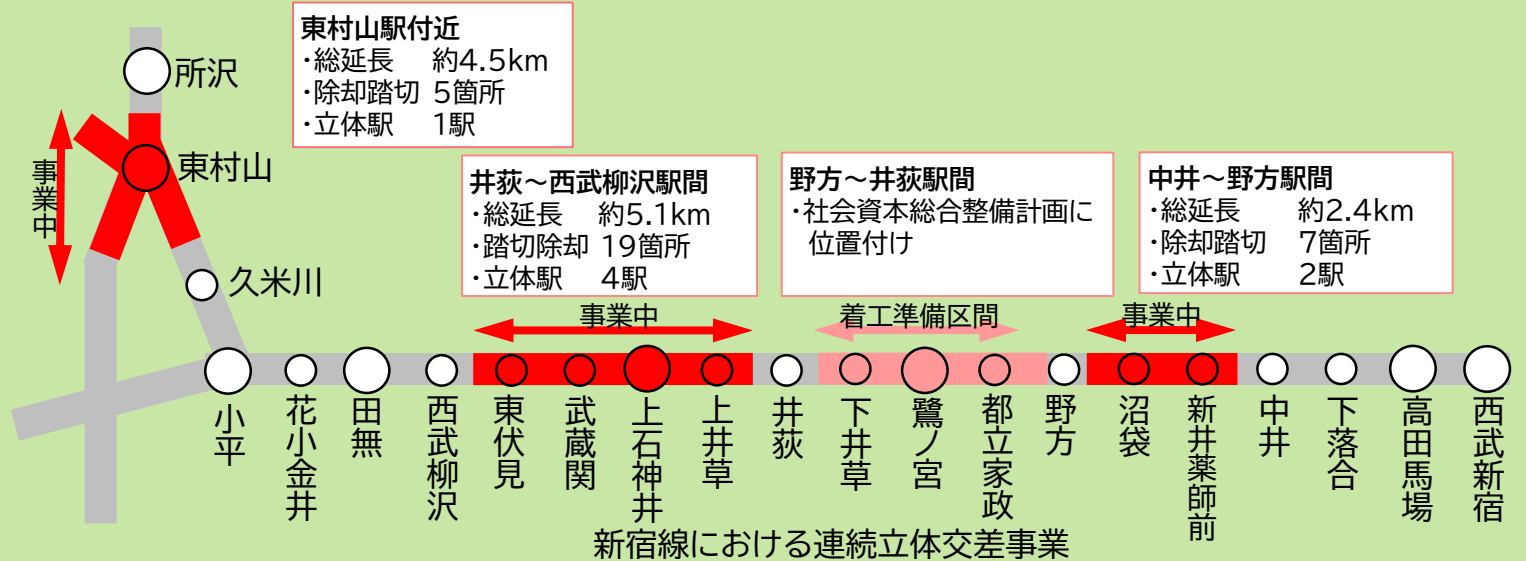 東村山駅付近
・総延長 約4.5km
・除却踏切 5箇所
・立体駅 1駅
所沢
東村山
事業中
久米川
井荻～西武柳沢駅間
・総延長 約5.1km
・踏切除却 19箇所
・立体駅 4駅
野方～井荻駅間
・社会資本総合整備計画に
位置付け
中井～野方駅間
・総延長 約2.4km
・除却踏切 7箇所
・立体駅 2駅
事業中
着工準備区間
事業中
小平
花小金井
田無
西武柳沢
東伏見
武蔵関
上石神井
上井草
井荻
下井草
鷺ノ宮
都立家政
野方
沼袋
新井薬師前
中井
下落合
高田馬場
西武新宿
新宿線における連続立体交差事業